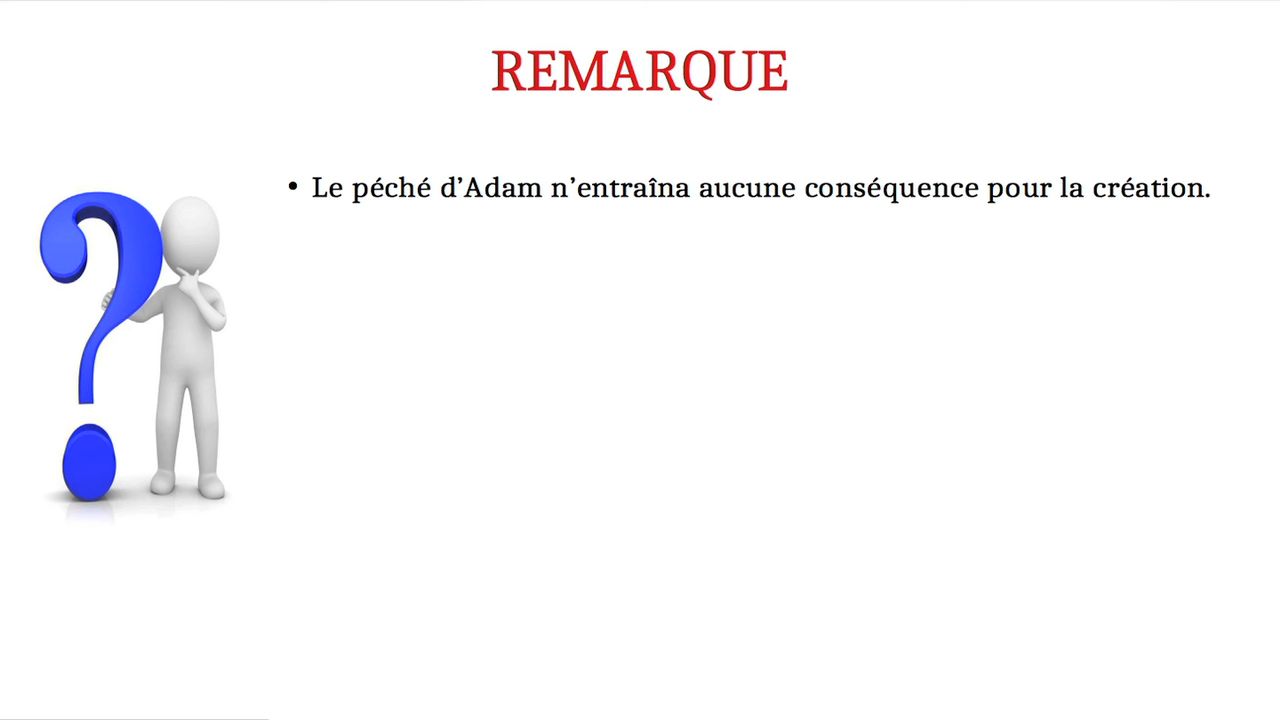 REMARQUE
• Le péché d’Adam n’entraîna aucune conséquence pour la création.